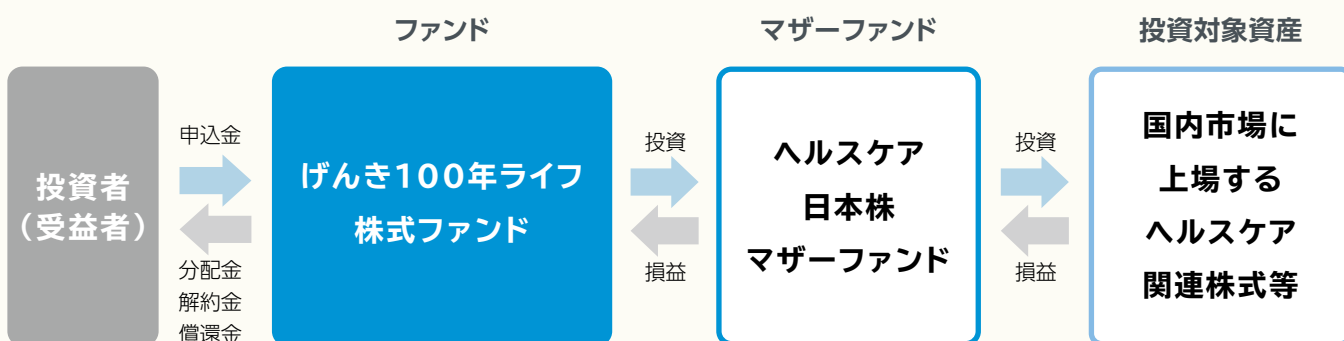 ファンド
マザーファンド
投資対象資産
投資者
(受益者)
申込金
分配金
解約金
償還金
げんき100年ライフ
株式ファンド
投資
損益
ヘルスケア
日本株
マザーファンド
投資
損益
国内市場に
上場する
ヘルスケア
関連株式等